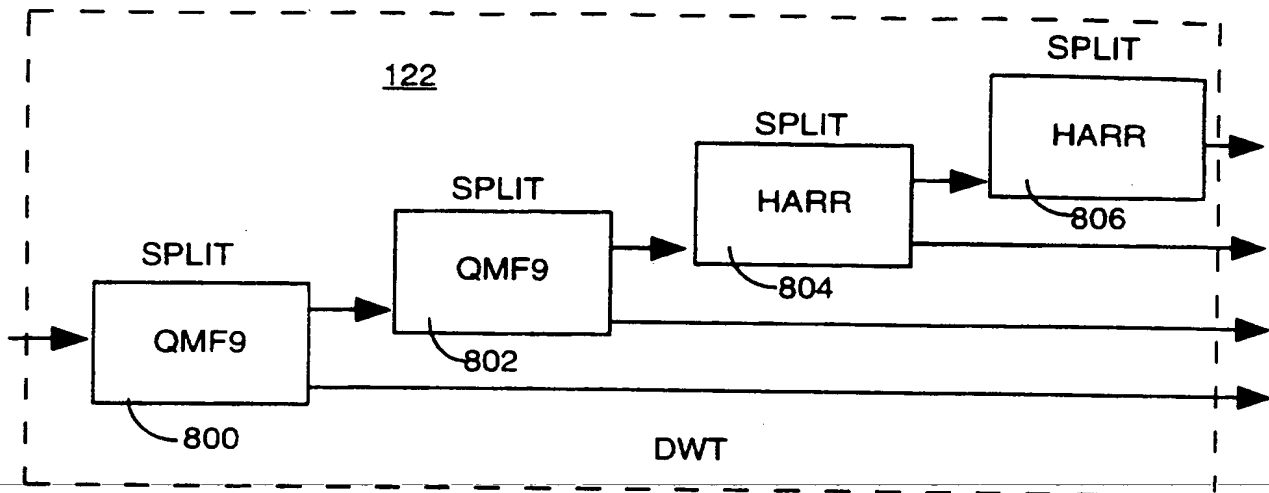 SPLIT
122
SPLIT
HARR
SPLIT
HARR
806
SPLIT
QMF9
804
QMF9
802
800
DWT